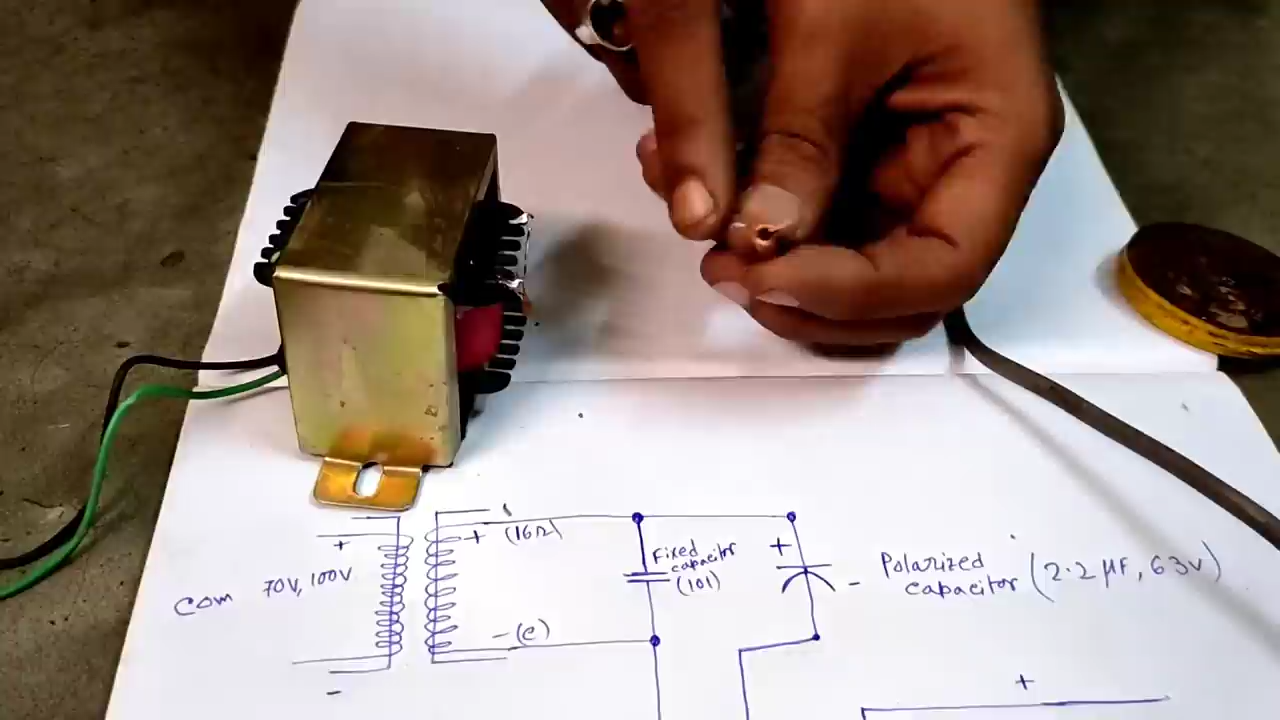 + (16Ω)
+
Fixed
capacitor
(101)
+
- Polarized
capacitor (2.2 µF, 63v)
com 70V, 100V
- (c)
-
+